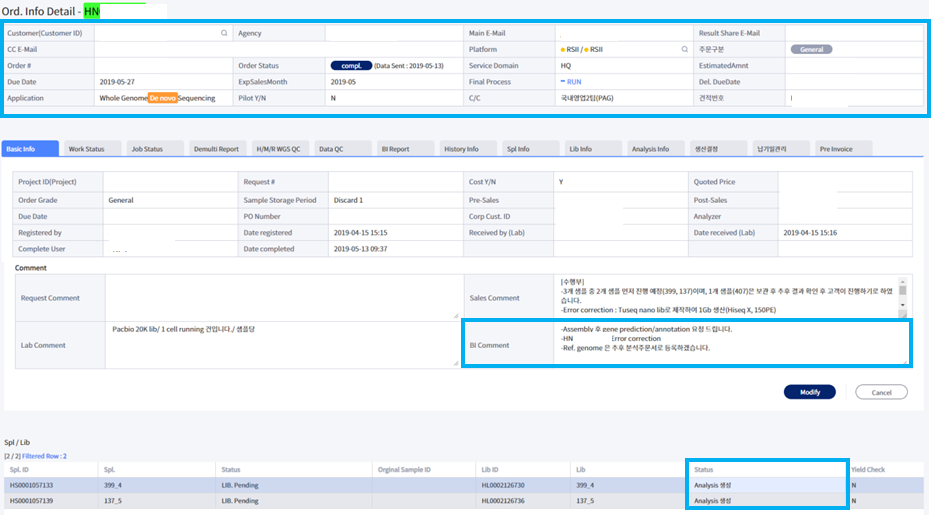 Ord. Info Detail - HN
Customer(Customer ID) Agency Main E-Mail Result Share E-Mail
CC E-Mail Platform RSII / RSII 주문구분 General
Order # Order Status compl. (Data Sent : 2019-05-13) Service Domain HQ EstimatedAmnt
Due Date 2019-05-27 ExpSalesMonth 2019-05 Final Process RUN Del. DueDate
Application Whole Genome De novo Sequencing Pilot Y/N N C/C 국내영업2팀(PAG) 견적번호
Basic Info Work Status Job Status Demulti Report H/M/R WGS QC Data QC BI Report History Info Spl Info Lib Info Analysis Info 생산결정 납기일관리 Pre Invoice
Project ID(Project) Request # Cost Y/N Y Quoted Price
Order Grade General Sample Storage Period Discard 1 Pre-Sales Post-Sales
Due Date PO Number Corp Cust. ID Analyzer
Registered by Date registered 2019-04-15 15:15 Received by (Lab) Date received (Lab) 2019-04-15 15:16
Complete User Date completed 2019-05-13 09:37
Comment
Request Comment Sales Comment
[수행부]
-3개 샘플 중 2개 샘플 먼저 진행 예정(399, 137)이며, 1개 샘플(407)은 보관 후 추후 결과 확인 후 고객이 진행하기로 하였
습니다.
-Error correction : Tuseq nano lib로 제작하여 1Gb 생산(Hiseq X, 150PE)
Lab Comment Pacbio 20K lib/ 1 cell running 건입니다./ 샘플당
BI Comment
-Assembly 후 gene prediction/annotation 요청 드립니다.
-HN Error correction
-Ref. genome 은 추후 분석주문서로 등록하겠습니다.
Modify Cancel
Spl / Lib
[2 / 2] Filtered Row : 2
Spl. ID Spl. Status Orginal Sample ID Lib ID Lib Status Yield Check
HS0001057133 399_4 LIB. Pending HL0002126730 399_4 Analysis 생성 N
HS0001057139 137_5 LIB. Pending HL0002126736 137_5 Analysis 생성 N